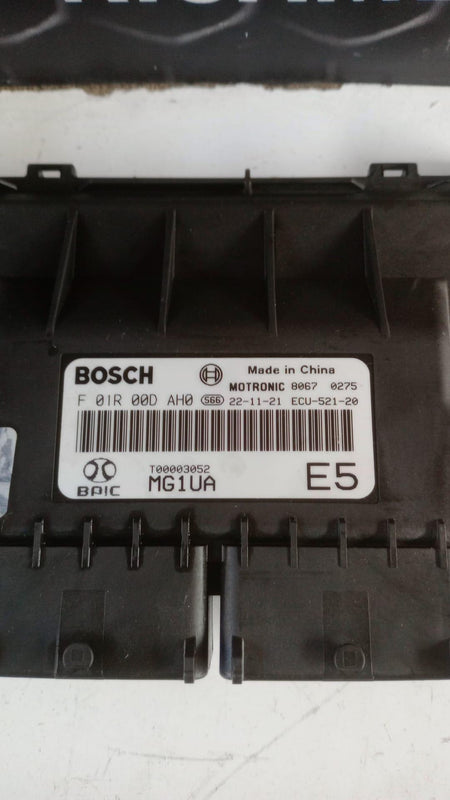 BOSCH
Made in China
MOTRONIC 8067 0275
F 01R 00D AH0 S66 22-11-21 ECU-521-20
BAIC
T00003052
MG1UA
E5